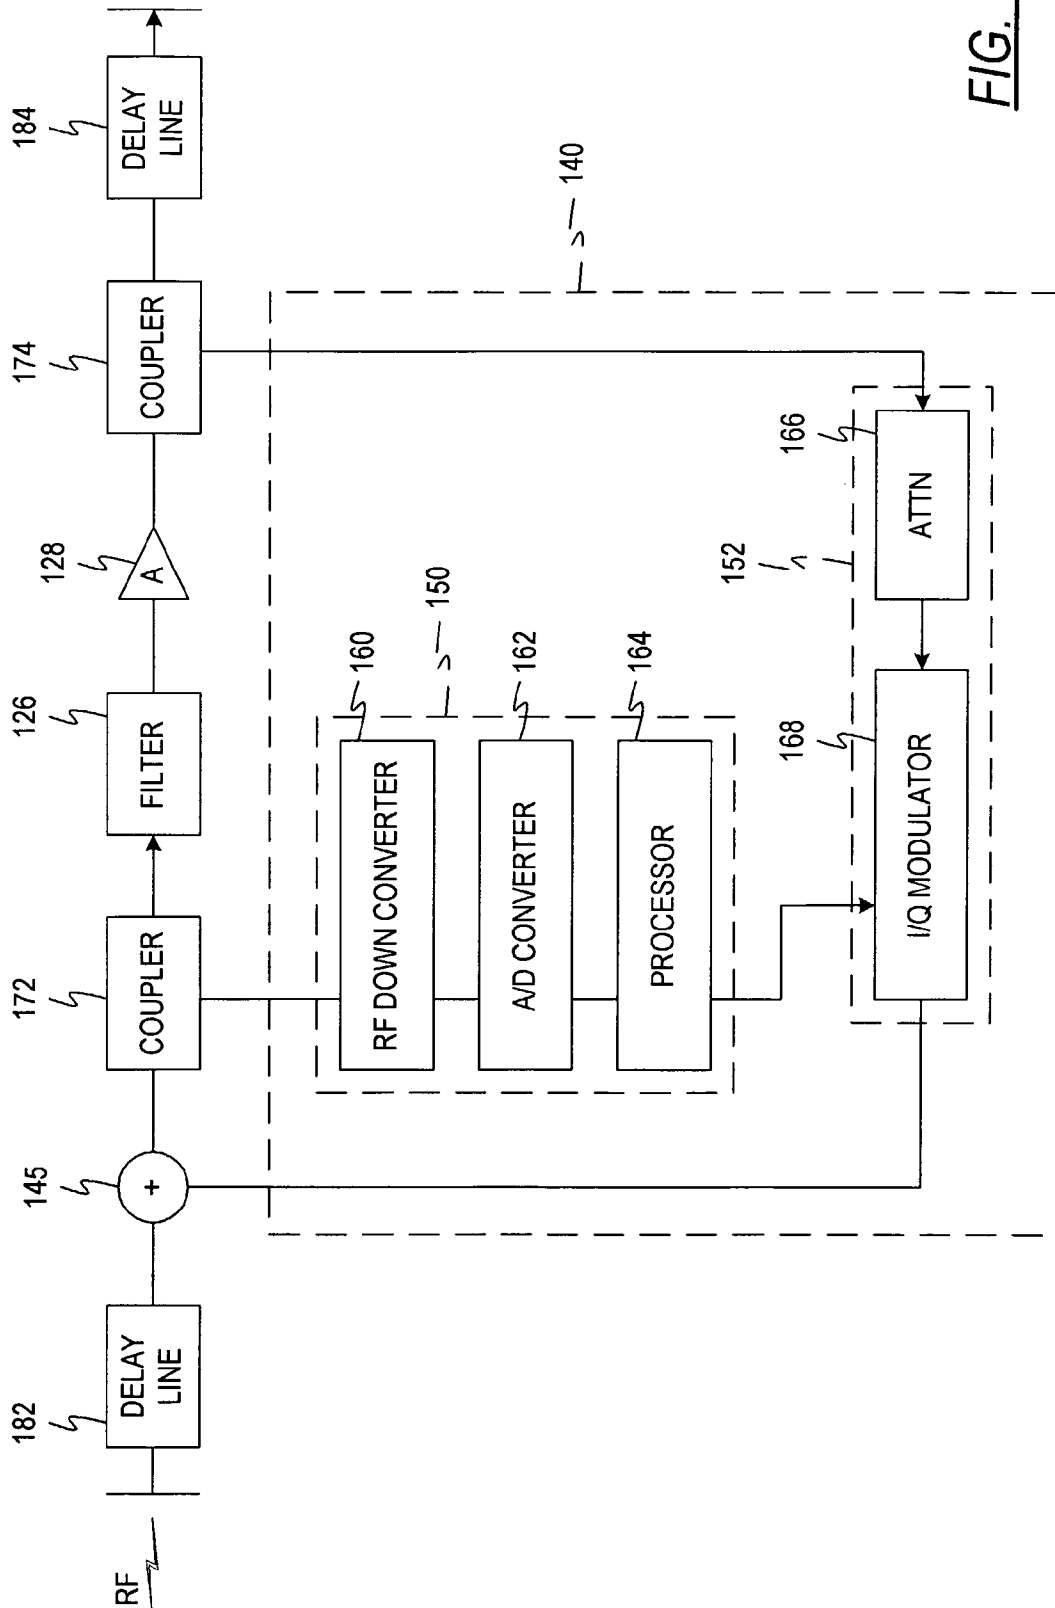 RF
182
DELAY
LINE
145
+
172
COUPLER
126
FILTER
128
A
174
COUPLER
184
DELAY
LINE
140
150
160
RF DOWN CONVERTER
162
A/D CONVERTER
164
PROCESSOR
152
168
I/Q MODULATOR
166
ATTN
FIG.